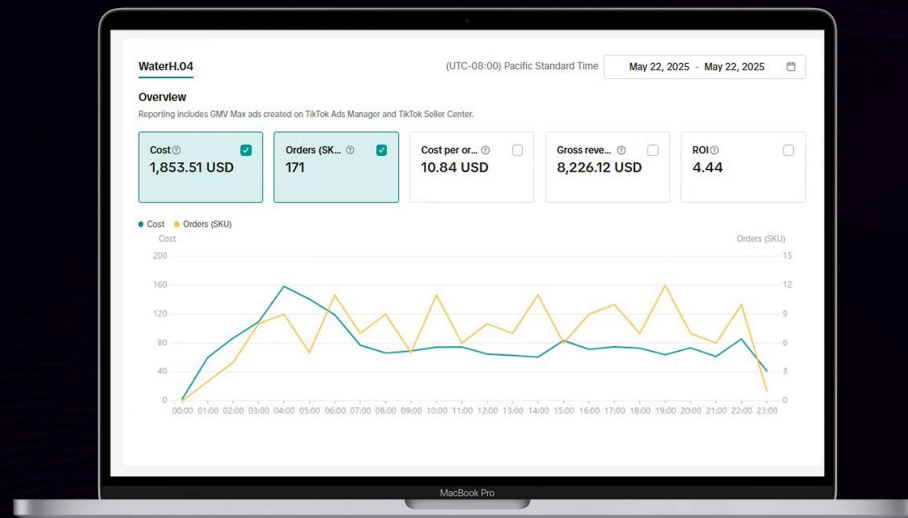 WaterH.04
(UTC-08:00) Pacific Standard Time
May 22, 2025 - May 22, 2025
Overview
Reporting includes GMV Max ads created on TikTok Ads Manager and TikTok Seller Center.
Cost
1,853.51 USD
Orders (SK...
171
Cost per or...
10.84 USD
Gross reve...
8,226.12 USD
ROI
4.44
Cost Orders (SKU)
Cost Orders (SKU)
200 15
160 12
120 9
80 6
40 3
0 0
00:00 01:00 02:00 03:00 04:00 05:00 06:00 07:00 08:00 09:00 10:00 11:00 12:00 13:00 14:00 15:00 16:00 17:00 18:00 19:00 20:00 21:00 22:00 23:00
MacBook Pro